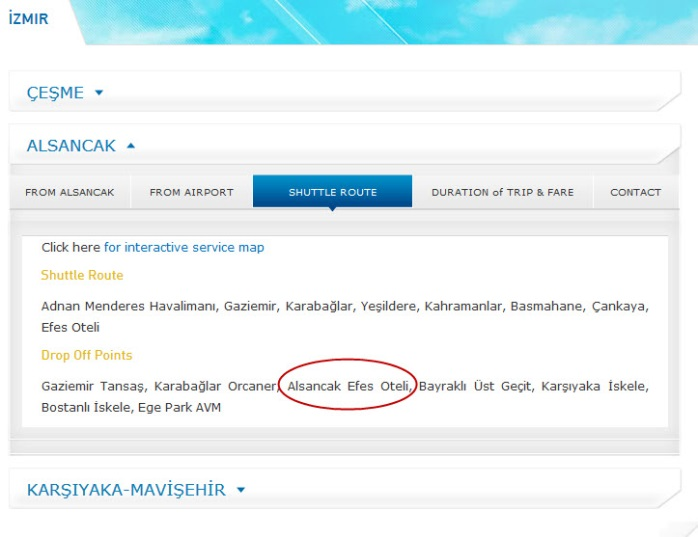 İZMIR
ÇEŞME
ALSANCAK
FROM ALSANCAK
FROM AIRPORT
SHUTTLE ROUTE
DURATION of TRIP & FARE
CONTACT
Click here for interactive service map
Shuttle Route
Adnan Menderes Havalimanı, Gaziemir, Karabağlar, Yeşildere, Kahramanlar, Basmahane, Çankaya,
Efes Oteli
Drop Off Points
Gaziemir Tansaş, Karabağlar Orcaner, Alsancak Efes Oteli, Bayraklı Üst Geçit, Karşıyaka İskele,
Bostanlı İskele, Ege Park AVM
KARŞIYAKA-MAVİŞEHİR